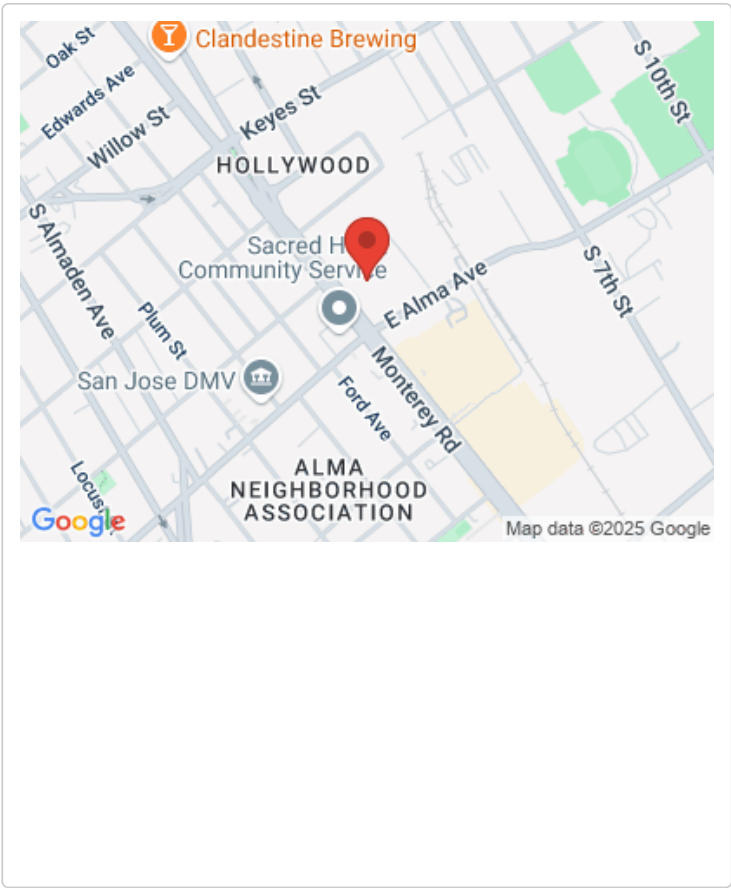 Oak St
Clandestine Brewing
Edwards Ave
Willow St
Keyes St
S 10th St
HOLLYWOOD
S Almaden Ave
Sacred H
Community Service
E Alma Ave
S 7th St
Plum St
San Jose DMV
Ford Ave
Monterey Rd
ALMA
NEIGHBORHOOD
ASSOCIATION
Google
Map data ©2025 Google